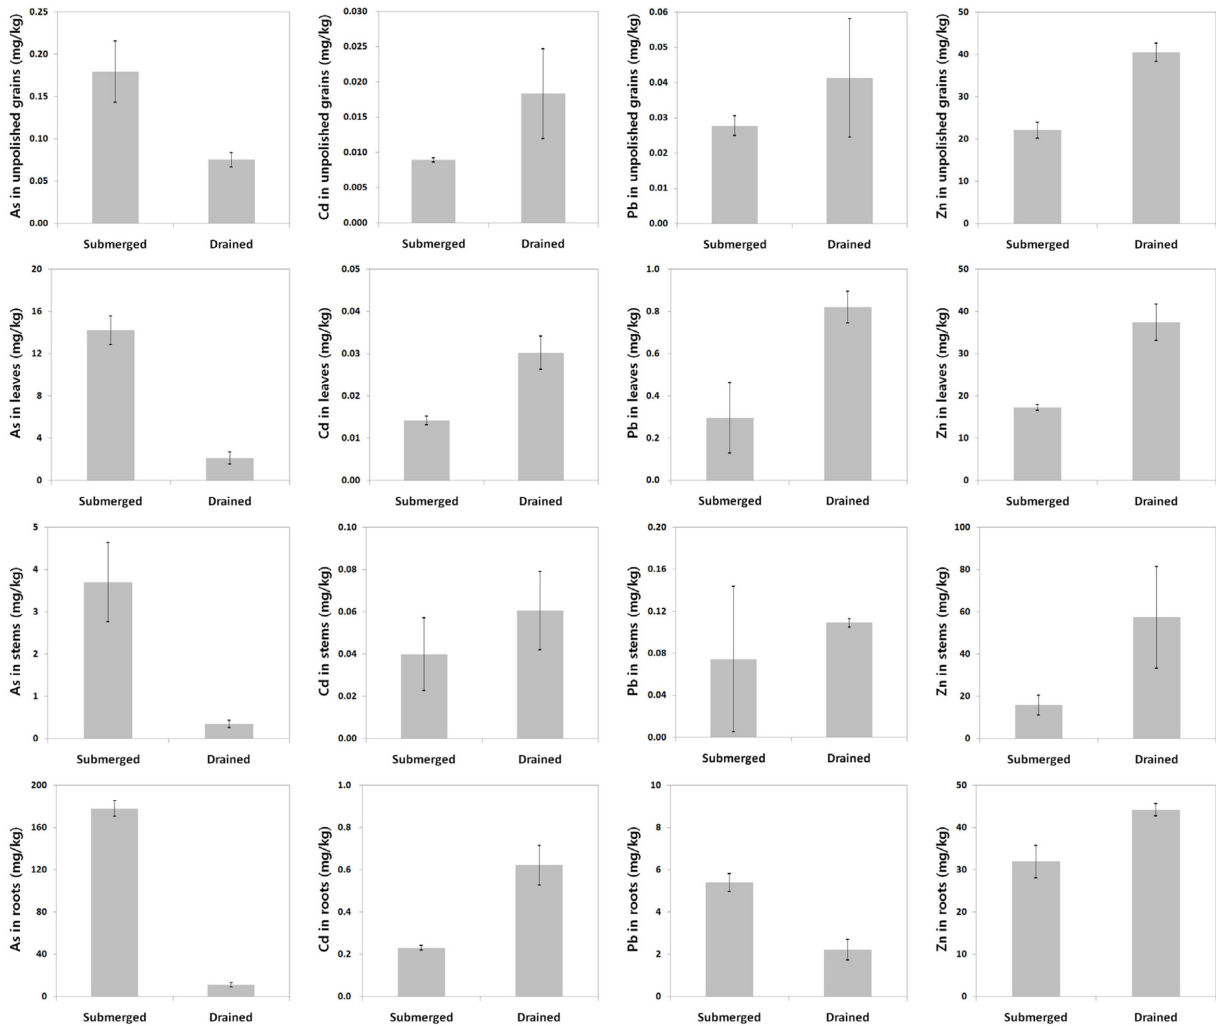 As in unpolished grains (mg/kg)
0.25
0.20
0.15
0.10
0.05
0.00
Submerged
Drained
Cd in unpolished grains (mg/kg)
0.030
0.025
0.020
0.015
0.010
0.005
0.000
Submerged
Drained
Pb in unpolished grains (mg/kg)
0.06
0.05
0.04
0.03
0.02
0.01
0.00
Submerged
Drained
Zn in unpolished grains (mg/kg)
50
40
30
20
10
0
Submerged
Drained
As in leaves (mg/kg)
20
16
12
8
4
0
Submerged
Drained
Cd in leaves (mg/kg)
0.05
0.04
0.03
0.02
0.01
0.00
Submerged
Drained
Pb in leaves (mg/kg)
1.0
0.8
0.6
0.4
0.2
0.0
Submerged
Drained
Zn in leaves (mg/kg)
50
40
30
20
10
0
Submerged
Drained
As in stems (mg/kg)
5
4
3
2
1
0
Submerged
Drained
Cd in stems (mg/kg)
0.10
0.08
0.06
0.04
0.02
0.00
Submerged
Drained
Pb in stems (mg/kg)
0.20
0.16
0.12
0.08
0.04
0.00
Submerged
Drained
Zn in stems (mg/kg)
100
80
60
40
20
0
Submerged
Drained
As in roots (mg/kg)
200
160
120
80
40
0
Submerged
Drained
Cd in roots (mg/kg)
1.0
0.8
0.6
0.4
0.2
0.0
Submerged
Drained
Pb in roots (mg/kg)
10
8
6
4
2
0
Submerged
Drained
Zn in roots (mg/kg)
50
40
30
20
10
0
Submerged
Drained